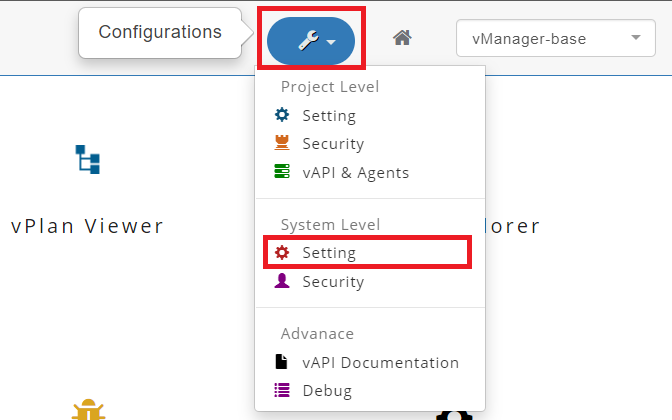 Configurations
vManager-base
Project Level
Setting
Security
vAPI & Agents
vPlan Viewer
System Level
lorer
Setting
Security
Advanace
vAPI Documentation
Debug